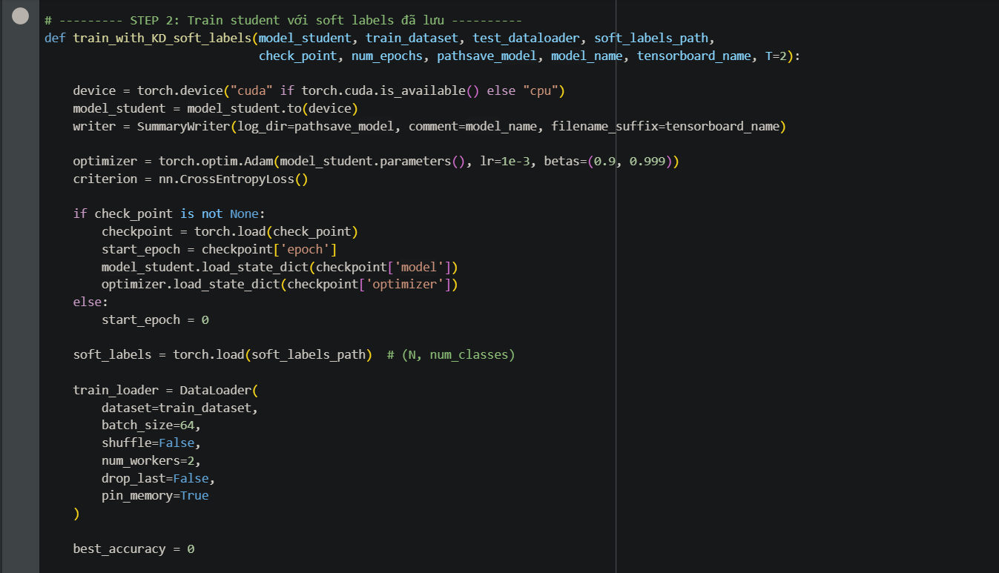 # --------- STEP 2: Train student với soft labels đã lưu ----------
def train_with_KD_soft_labels(model_student, train_dataset, test_dataloader, soft_labels_path,
                              check_point, num_epochs, pathsave_model, model_name, tensorboard_name, T=2):

    device = torch.device("cuda" if torch.cuda.is_available() else "cpu")
    model_student = model_student.to(device)
    writer = SummaryWriter(log_dir=pathsave_model, comment=model_name, filename_suffix=tensorboard_name)

    optimizer = torch.optim.Adam(model_student.parameters(), lr=1e-3, betas=(0.9, 0.999))
    criterion = nn.CrossEntropyLoss()

    if check_point is not None:
        checkpoint = torch.load(check_point)
        start_epoch = checkpoint['epoch']
        model_student.load_state_dict(checkpoint['model'])
        optimizer.load_state_dict(checkpoint['optimizer'])
    else:
        start_epoch = 0

    soft_labels = torch.load(soft_labels_path)  # (N, num_classes)

    train_loader = DataLoader(
        dataset=train_dataset,
        batch_size=64,
        shuffle=False,
        num_workers=2,
        drop_last=False,
        pin_memory=True
    )

    best_accuracy = 0